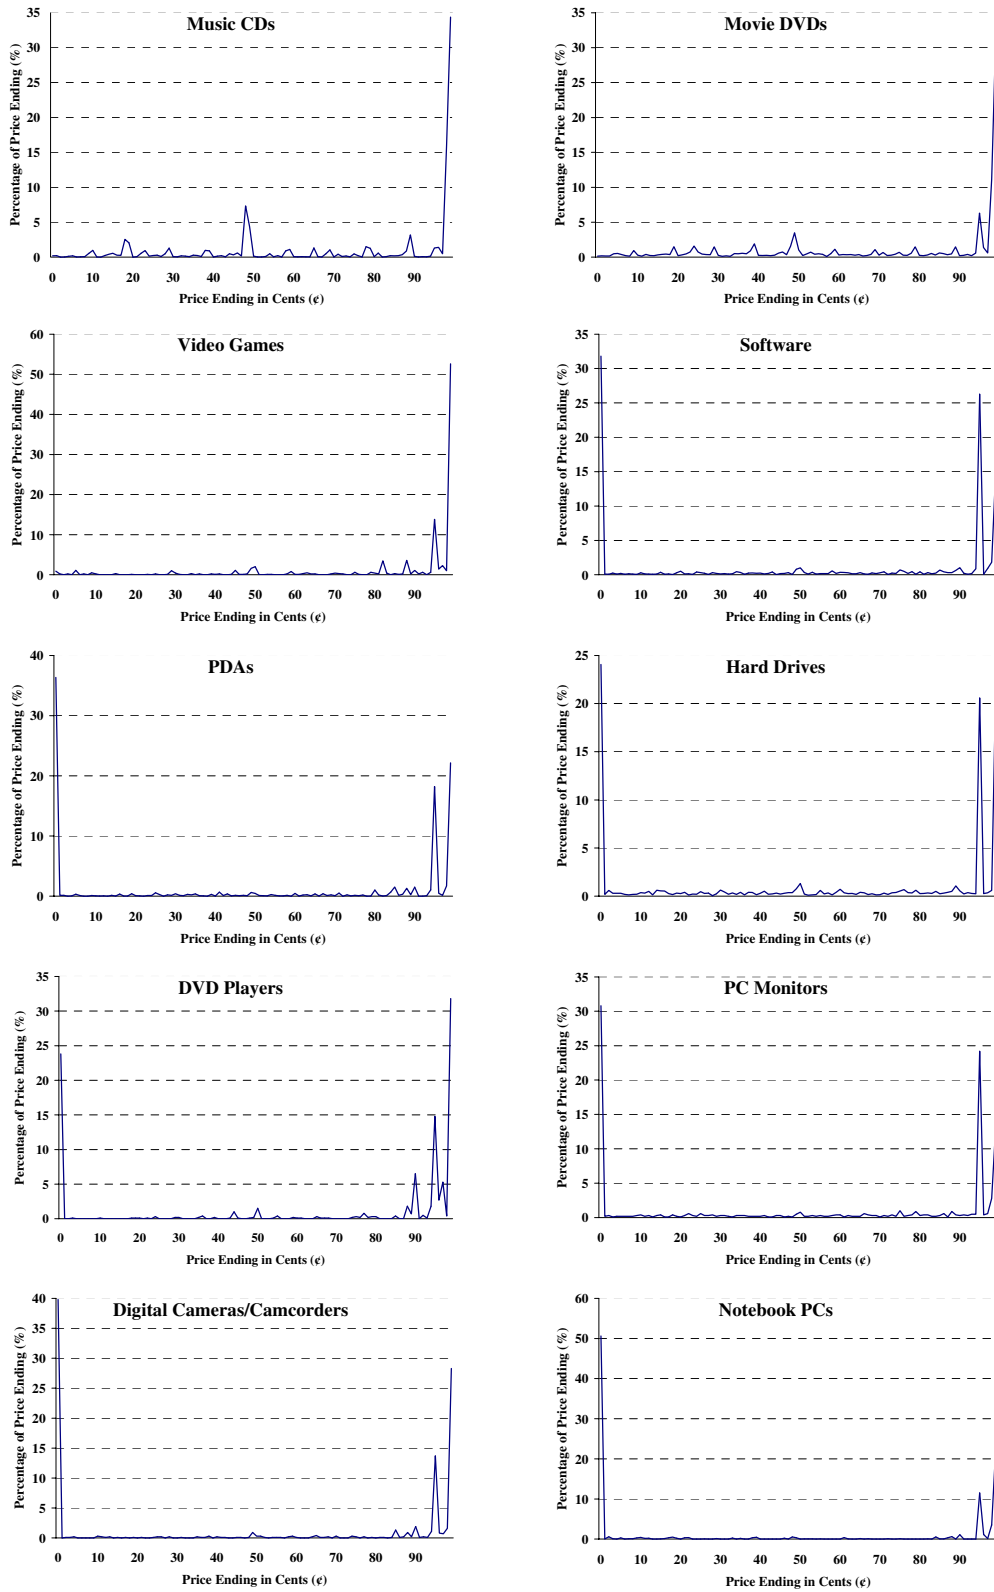 Music CDs
Percentage of Price Ending (%)
35
30
25
20
15
10
5
0
0 10 20 30 40 50 60 70 80 90
Price Ending in Cents (¢)
Movie DVDs
Percentage of Price Ending (%)
35
30
25
20
15
10
5
0
0 10 20 30 40 50 60 70 80 90
Price Ending in Cents (¢)
Video Games
Percentage of Price Ending (%)
60
50
40
30
20
10
0
0 10 20 30 40 50 60 70 80 90
Price Ending in Cents (¢)
Software
Percentage of Price Ending (%)
35
30
25
20
15
10
5
0
0 10 20 30 40 50 60 70 80 90
Price Ending in Cents (¢)
PDAs
Percentage of Price Ending (%)
40
30
20
10
0
0 10 20 30 40 50 60 70 80 90
Price Ending in Cents (¢)
Hard Drives
Percentage of Price Ending (%)
25
20
15
10
5
0
0 10 20 30 40 50 60 70 80 90
Price Ending in Cents (¢)
DVD Players
Percentage of Price Ending (%)
35
30
25
20
15
10
5
0
0 10 20 30 40 50 60 70 80 90
Price Ending in Cents (¢)
PC Monitors
Percentage of Price Ending (%)
35
30
25
20
15
10
5
0
0 10 20 30 40 50 60 70 80 90
Price Ending in Cents (¢)
Digital Cameras/Camcorders
Percentage of Price Ending (%)
40
35
30
25
20
15
10
5
0
0 10 20 30 40 50 60 70 80 90
Price Ending in Cents (¢)
Notebook PCs
Percentage of Price Ending (%)
60
50
40
30
20
10
0
0 10 20 30 40 50 60 70 80 90
Price Ending in Cents (¢)